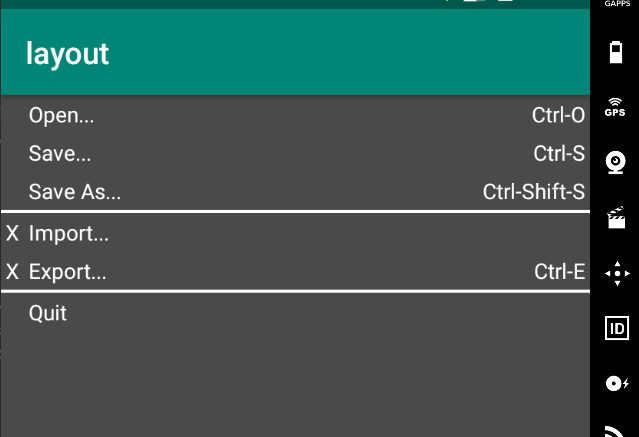 GAPPS
layout
Open... Ctrl-O
Save... Ctrl-S
Save As... Ctrl-Shift-S
X Import...
X Export... Ctrl-E
Quit
GPS
ID